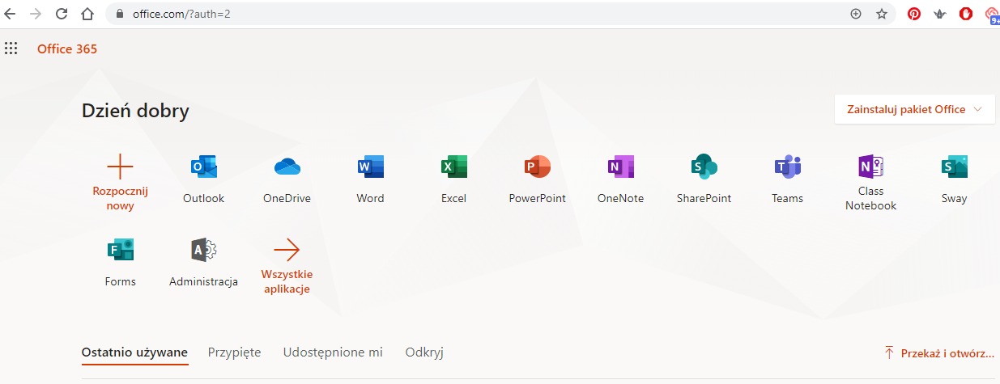 office.com/?auth=2
9+
Office 365
Dzień dobry
Zainstaluj pakiet Office
Rozpocznij
nowy
Outlook
OneDrive
Word
Excel
PowerPoint
OneNote
SharePoint
Teams
Class
Notebook
Sway
Forms
Administracja
Wszystkie
aplikacje
Ostatnio używane
Przypięte
Udostępnione mi
Odkryj
Przekaż i otwórz...